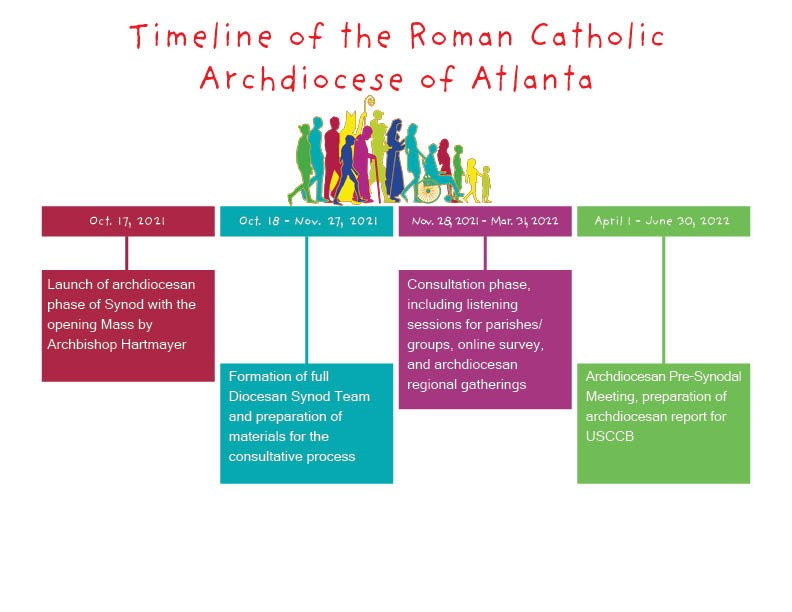 Timeline of the Roman Catholic
Archdiocese of Atlanta
Oct. 17, 2021
Launch of archdiocesan
phase of Synod with the
opening Mass by
Archbishop Hartmayer
Oct. 18 - Nov. 27, 2021
Formation of full
Diocesan Synod Team
and preparation of
materials for the
consultative process
Nov. 28, 2021 - Mar. 31, 2022
Consultation phase,
including listening
sessions for parishes/
groups, online survey,
and archdiocesan
regional gatherings
April 1 - June 30, 2022
Archdiocesan Pre-Synodal
Meeting, preparation of
archdiocesan report for
USCCB